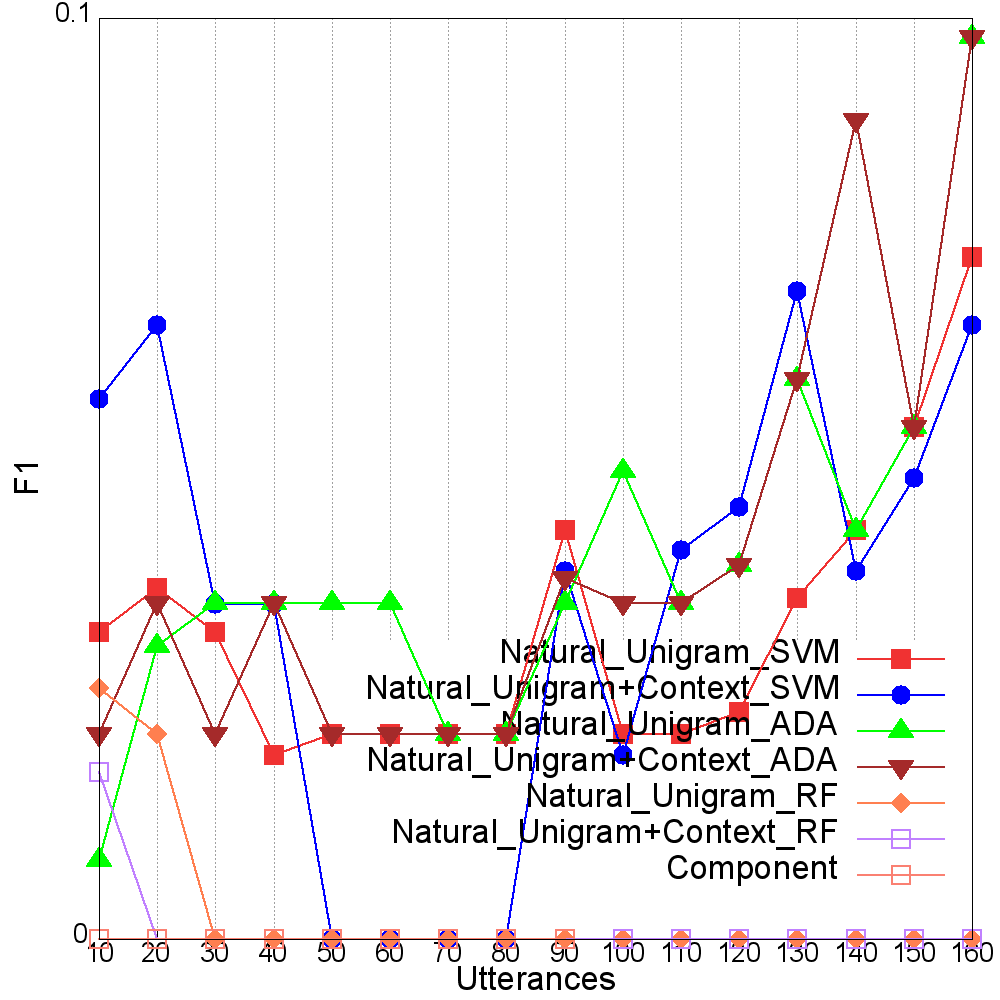 0.1
F1
Natural_Unigram_SVM
Natural_Unigram+Context_SVM
Natural_Unigram_ADA
Natural_Unigram+Context_ADA
Natural_Unigram_RF
Natural_Unigram+Context_RF
Component
0
10 20 30 40 50 60 70 80 90 100 110 120 130 140 150 160
Utterances